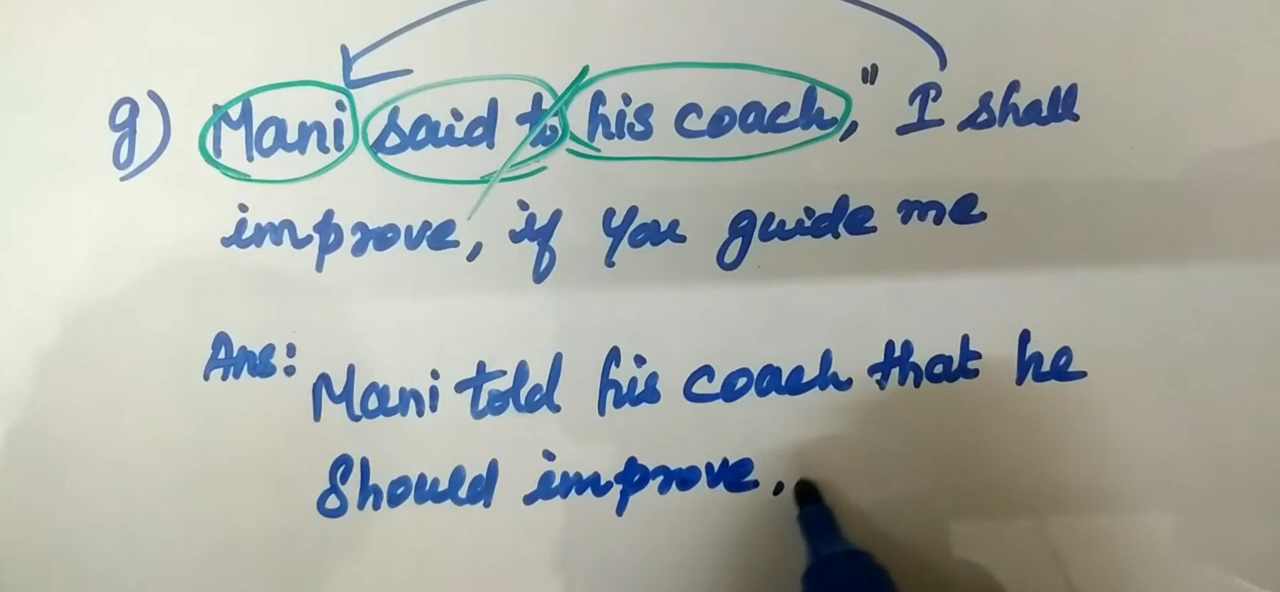 g) Mani said to his coach," I shall
improve, if you guide me
Ans: Mani told his coach that he
Should improve,